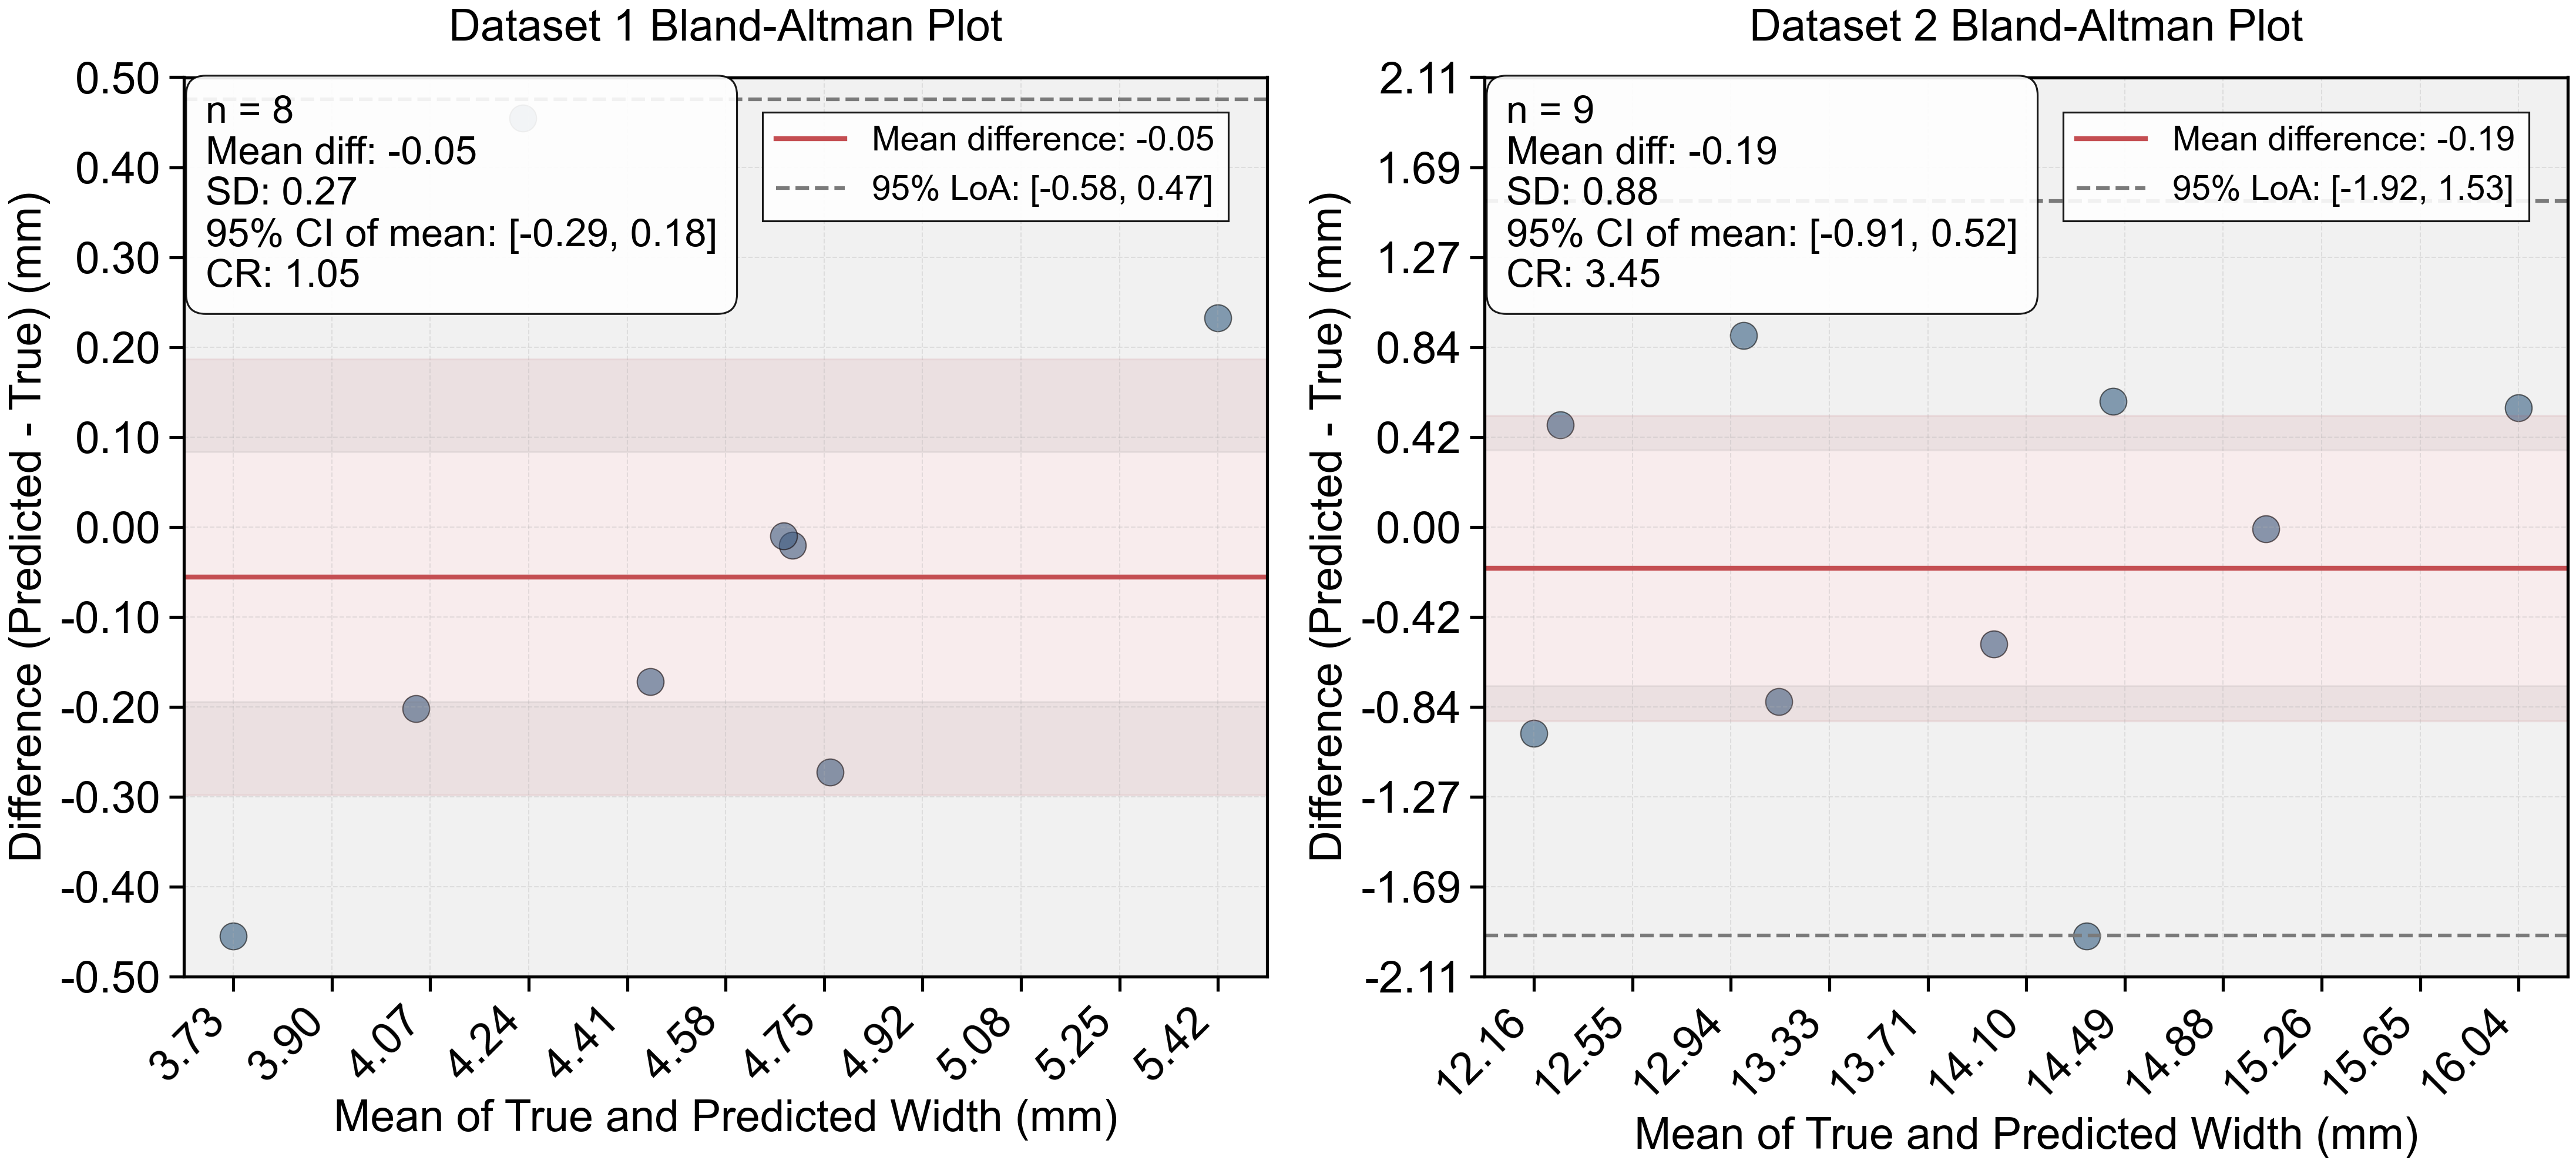 Dataset 1 Bland-Altman Plot
Difference (Predicted - True) (mm)
0.50
0.40
0.30
0.20
0.10
0.00
-0.10
-0.20
-0.30
-0.40
-0.50
n = 8
Mean diff: -0.05
SD: 0.27
95% CI of mean: [-0.29, 0.18]
CR: 1.05
Mean difference: -0.05
95% LoA: [-0.58, 0.47]
3.73
3.90
4.07
4.24
4.41
4.58
4.75
4.92
5.08
5.25
5.42
Mean of True and Predicted Width (mm)
Dataset 2 Bland-Altman Plot
Difference (Predicted - True) (mm)
2.11
1.69
1.27
0.84
0.42
0.00
-0.42
-0.84
-1.27
-1.69
-2.11
n = 9
Mean diff: -0.19
SD: 0.88
95% CI of mean: [-0.91, 0.52]
CR: 3.45
Mean difference: -0.19
95% LoA: [-1.92, 1.53]
12.16
12.55
12.94
13.33
13.71
14.10
14.49
14.88
15.26
15.65
16.04
Mean of True and Predicted Width (mm)